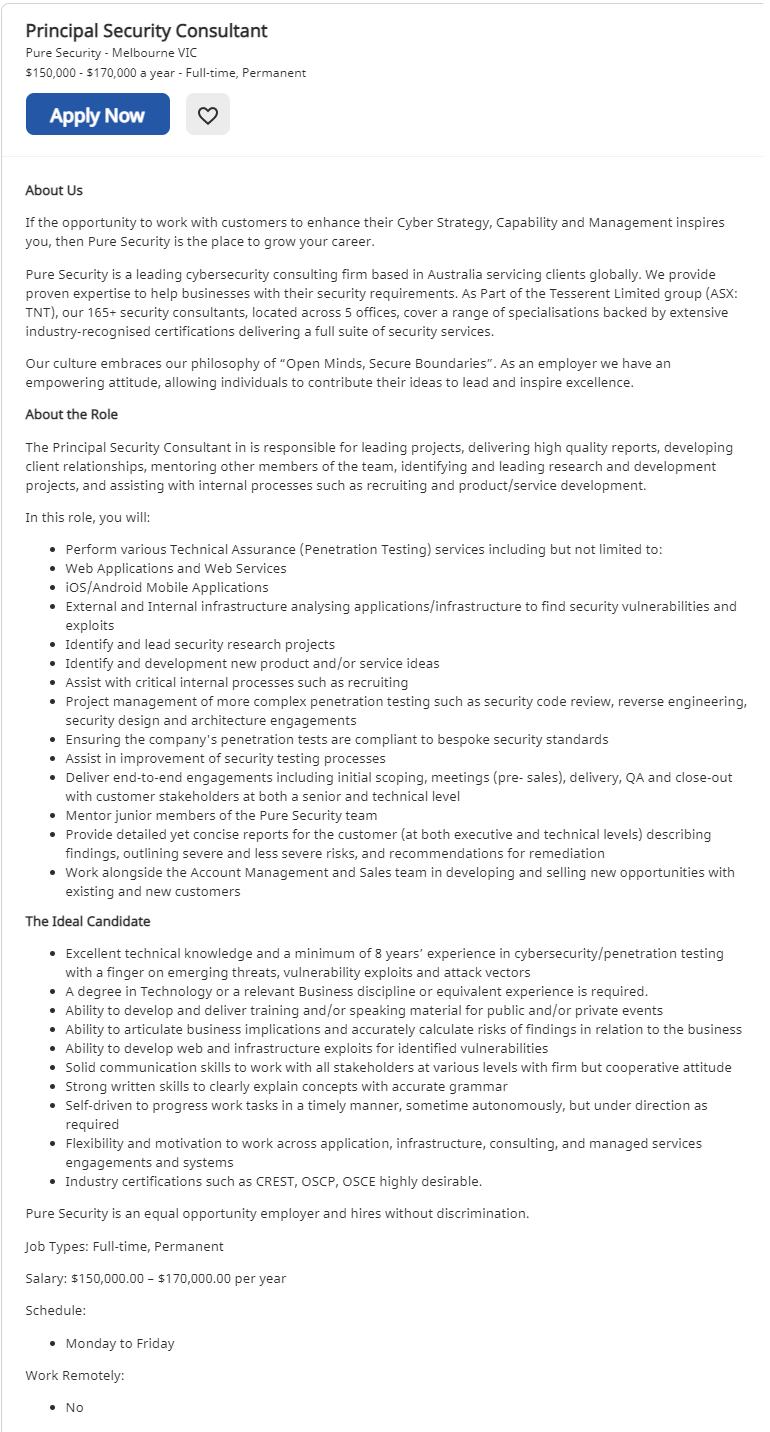 Principal Security Consultant
Pure Security - Melbourne VIC
$150,000 - $170,000 a year - Full-time, Permanent
Apply Now
About Us
If the opportunity to work with customers to enhance their Cyber Strategy, Capability and Management inspires
you, then Pure Security is the place to grow your career.
Pure Security is a leading cybersecurity consulting firm based in Australia servicing clients globally. We provide
proven expertise to help businesses with their security requirements. As Part of the Tesserent Limited group (ASX:
TNT), our 165+ security consultants, located across 5 offices, cover a range of specialisations backed by extensive
industry-recognised certifications delivering a full suite of security services.
Our culture embraces our philosophy of “Open Minds, Secure Boundaries”. As an employer we have an
empowering attitude, allowing individuals to contribute their ideas to lead and inspire excellence.
About the Role
The Principal Security Consultant in is responsible for leading projects, delivering high quality reports, developing
client relationships, mentoring other members of the team, identifying and leading research and development
projects, and assisting with internal processes such as recruiting and product/service development.
In this role, you will:
• Perform various Technical Assurance (Penetration Testing) services including but not limited to:
• Web Applications and Web Services
• iOS/Android Mobile Applications
• External and Internal infrastructure analysing applications/infrastructure to find security vulnerabilities and
exploits
• Identify and lead security research projects
• Identify and development new product and/or service ideas
• Assist with critical internal processes such as recruiting
• Project management of more complex penetration testing such as security code review, reverse engineering,
security design and architecture engagements
• Ensuring the company's penetration tests are compliant to bespoke security standards
• Assist in improvement of security testing processes
• Deliver end-to-end engagements including initial scoping, meetings (pre- sales), delivery, QA and close-out
with customer stakeholders at both a senior and technical level
• Mentor junior members of the Pure Security team
• Provide detailed yet concise reports for the customer (at both executive and technical levels) describing
findings, outlining severe and less severe risks, and recommendations for remediation
• Work alongside the Account Management and Sales team in developing and selling new opportunities with
existing and new customers
The Ideal Candidate
• Excellent technical knowledge and a minimum of 8 years’ experience in cybersecurity/penetration testing
with a finger on emerging threats, vulnerability exploits and attack vectors
• A degree in Technology or a relevant Business discipline or equivalent experience is required.
• Ability to develop and deliver training and/or speaking material for public and/or private events
• Ability to articulate business implications and accurately calculate risks of findings in relation to the business
• Ability to develop web and infrastructure exploits for identified vulnerabilities
• Solid communication skills to work with all stakeholders at various levels with firm but cooperative attitude
• Strong written skills to clearly explain concepts with accurate grammar
• Self-driven to progress work tasks in a timely manner, sometime autonomously, but under direction as
required
• Flexibility and motivation to work across application, infrastructure, consulting, and managed services
engagements and systems
• Industry certifications such as CREST, OSCP, OSCE highly desirable.
Pure Security is an equal opportunity employer and hires without discrimination.
Job Types: Full-time, Permanent
Salary: $150,000.00 – $170,000.00 per year
Schedule:
• Monday to Friday
Work Remotely:
• No